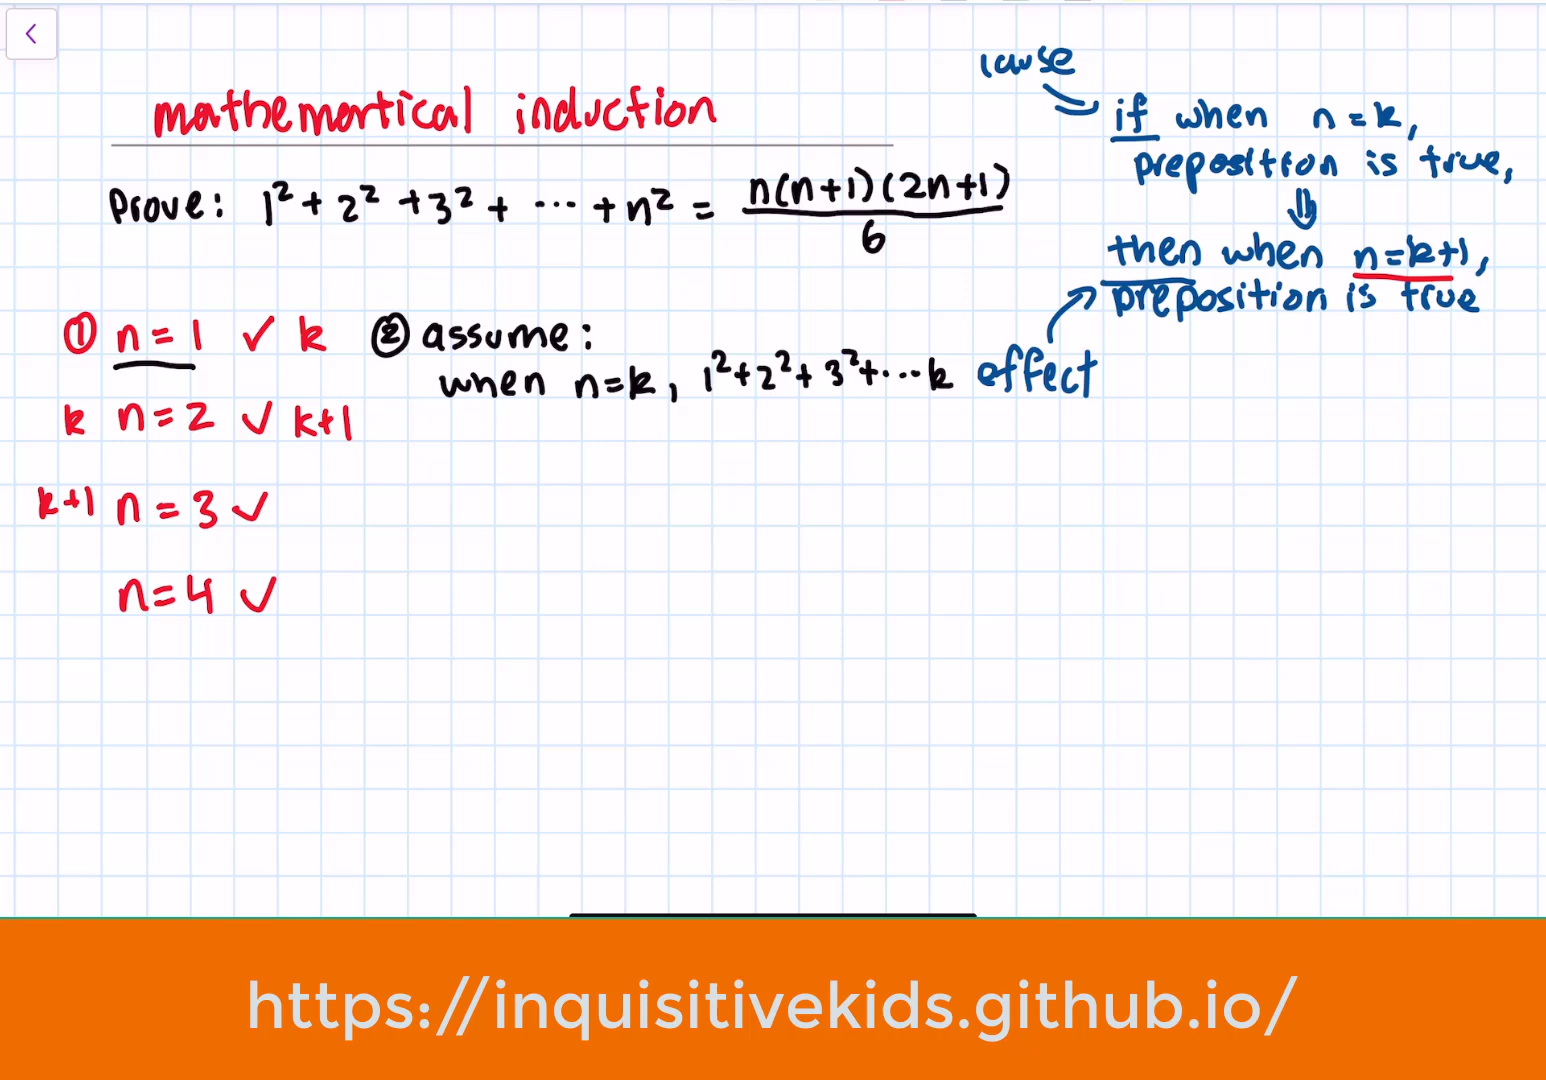 mathemartical induction
Prove: 1² + 2² + 3² + ... + n² = n(n+1)(2n+1) / 6
cause
if when n=k,
preposition is true,
⇓
then when n=k+1,
preposition is true
effect
① n=1 ✓ k
k n=2 ✓ k+1
k+1 n=3 ✓
n=4 ✓
② assume:
when n=k, 1²+2²+3²+...k
https://inquisitivekids.github.io/